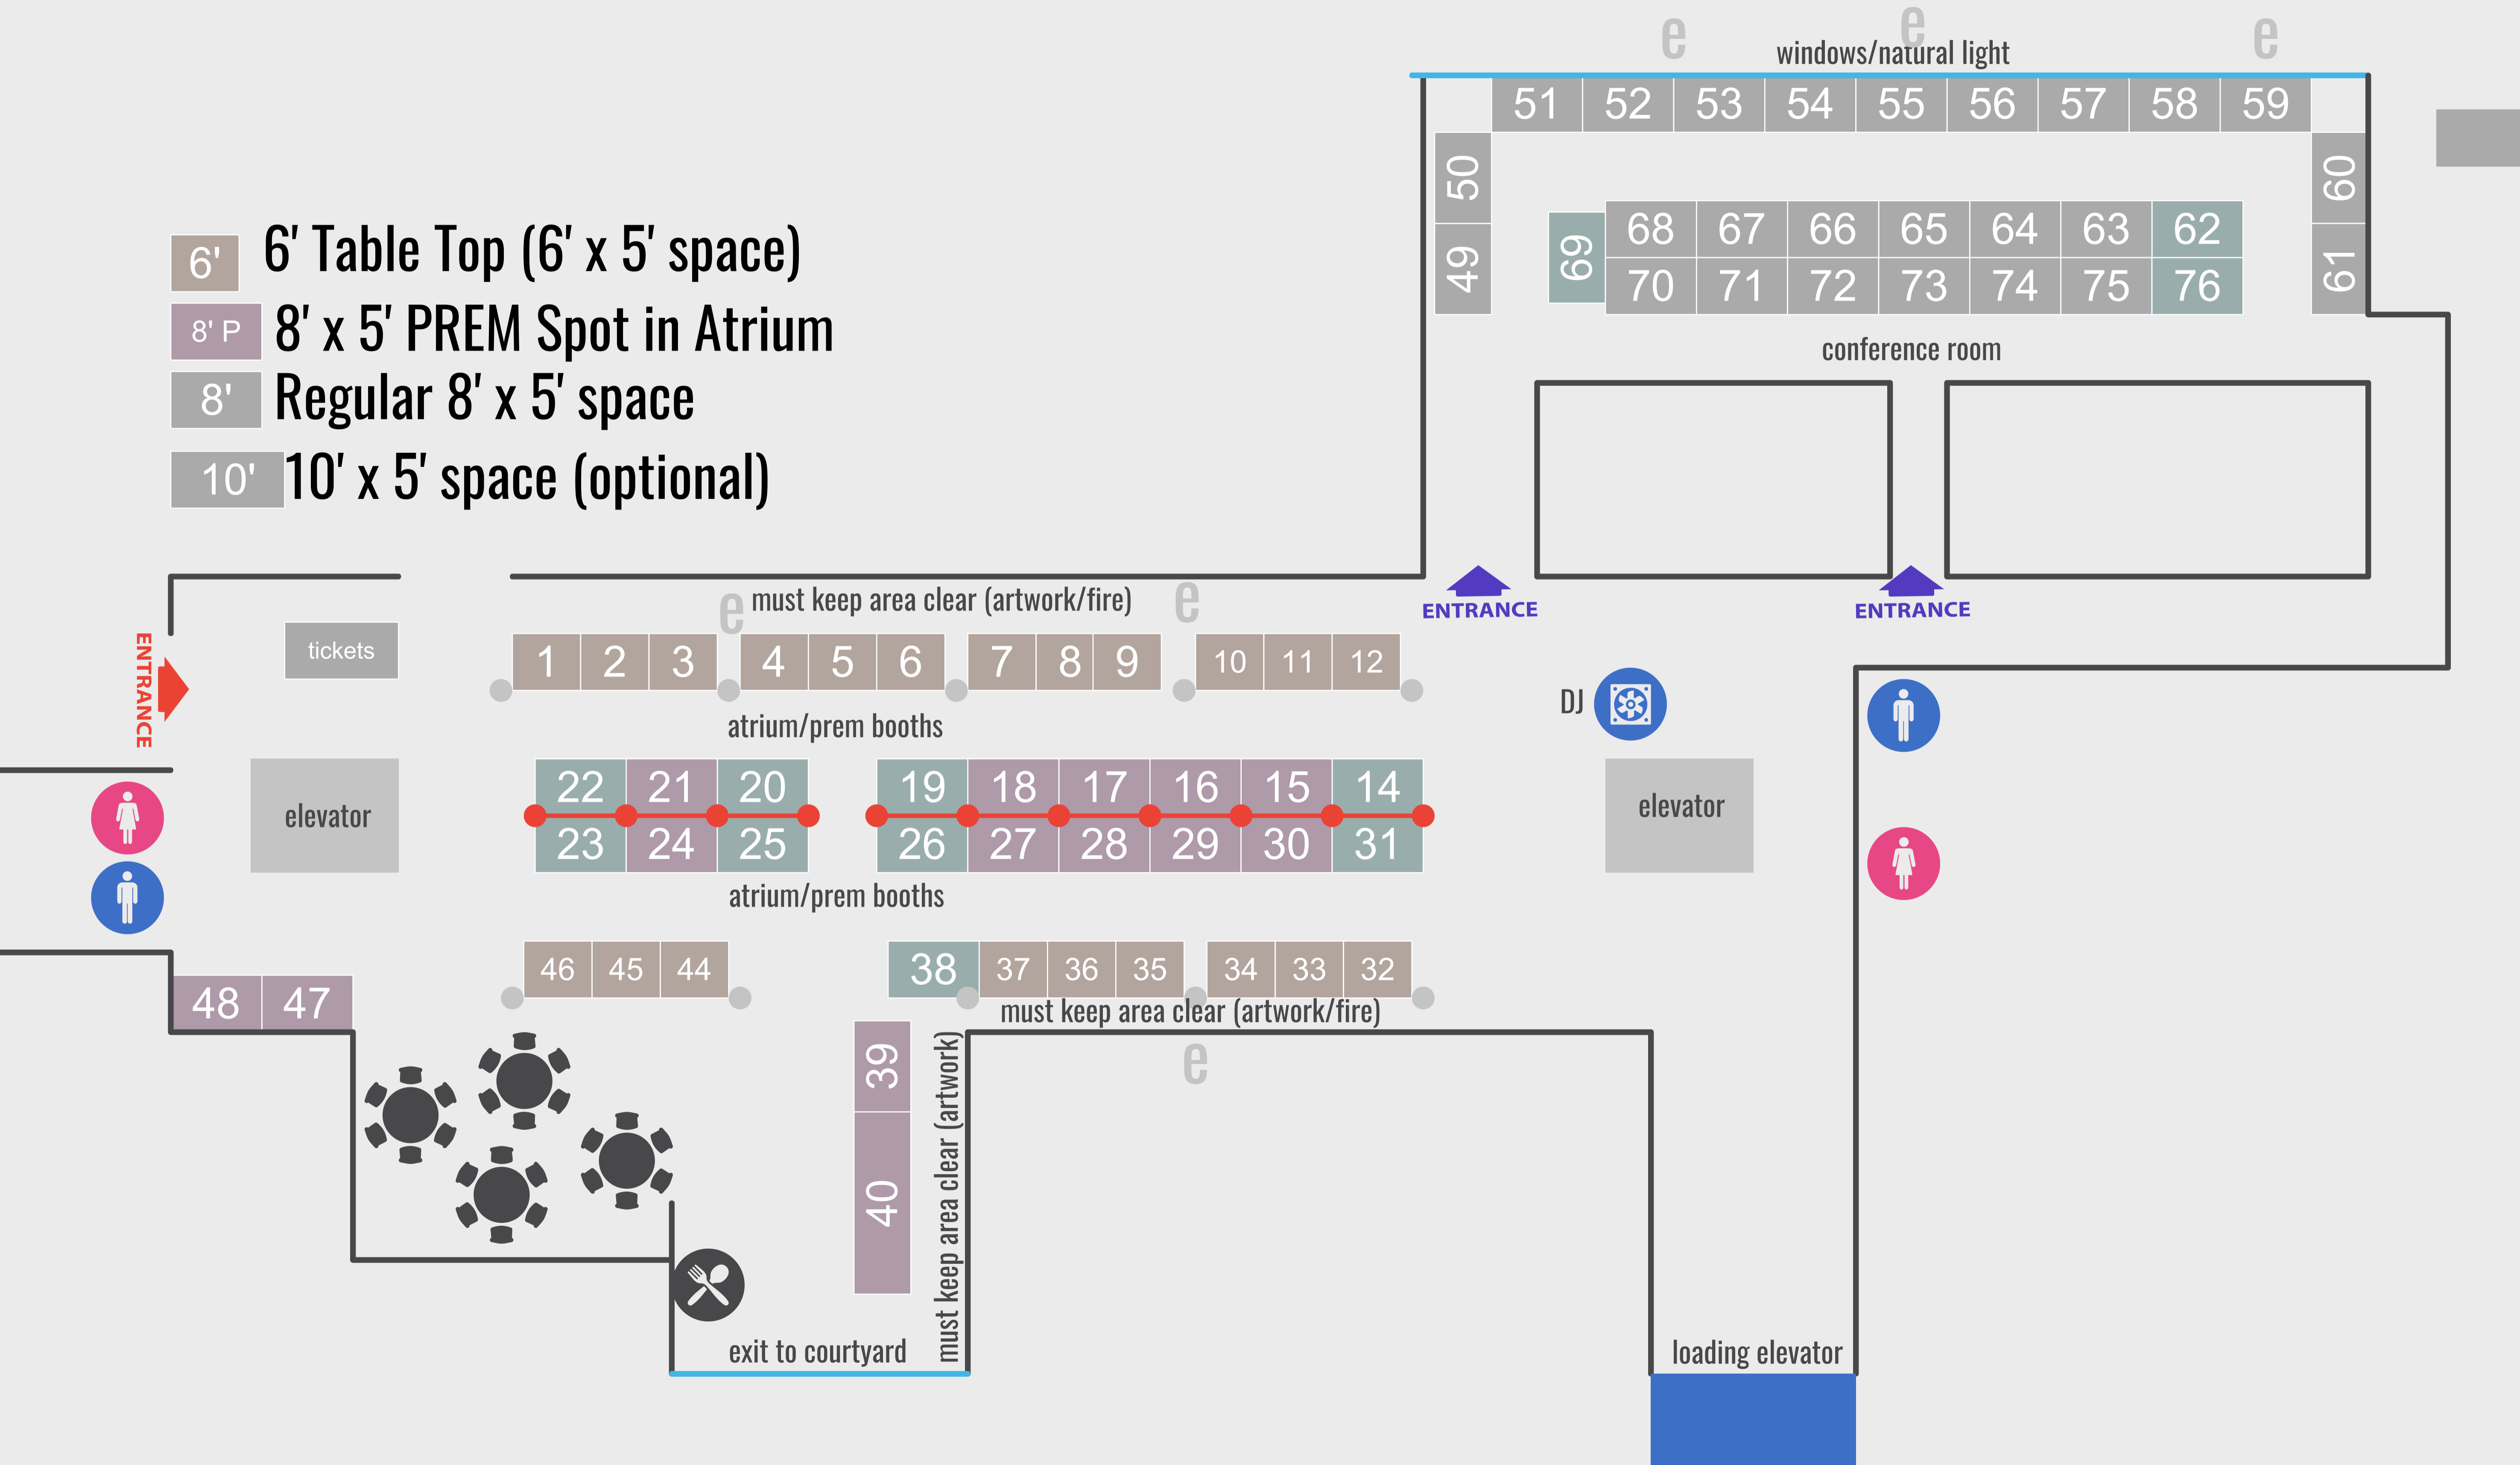 e
e
e
windows/natural light
51 52 53 54 55 56 57 58 59
50
60
49
61
69
68 67 66 65 64 63 62
70 71 72 73 74 75 76
conference room
6' 6' Table Top (6' x 5' space)
8' P 8' x 5' PREM Spot in Atrium
8' Regular 8' x 5' space
10' 10' x 5' space (optional)
ENTRANCE
ENTRANCE
e must keep area clear (artwork/fire) e
ENTRANCE
tickets
1 2 3 4 5 6 7 8 9 10 11 12
DJ
atrium/prem booths
22 21 20 19 18 17 16 15 14
elevator
elevator
23 24 25 26 27 28 29 30 31
atrium/prem booths
46 45 44 38 37 36 35 34 33 32
48 47
must keep area clear (artwork/fire)
e
39
40
must keep area clear (artwork)
exit to courtyard
loading elevator